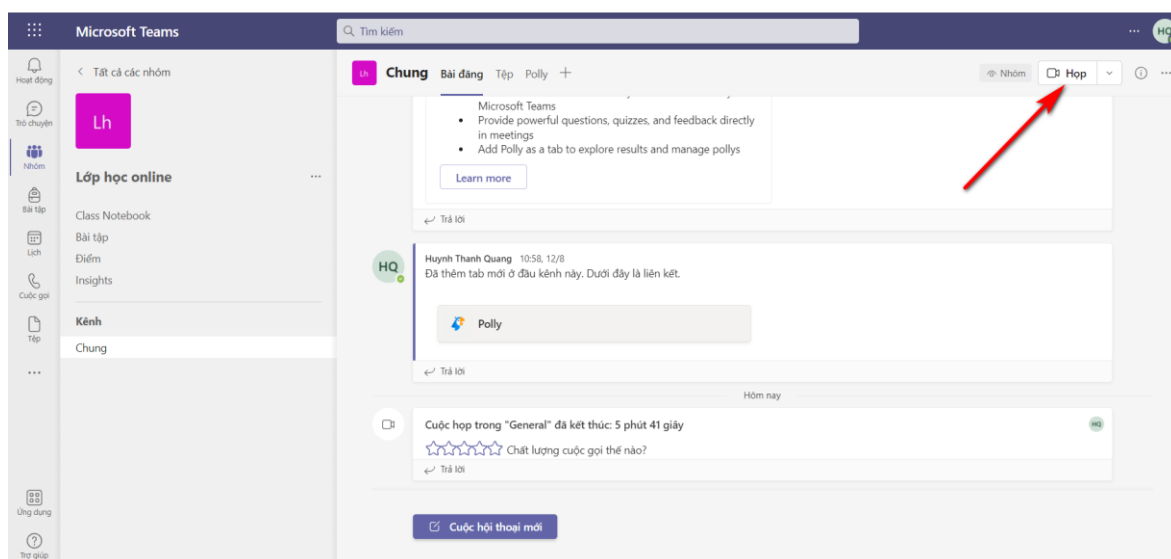 Microsoft Teams
Tìm kiếm
HQ
Hoạt động
Trò chuyện
Nhóm
Bài tập
Lịch
Cuộc gọi
Tệp
Ứng dụng
Trợ giúp
Tất cả các nhóm
Lh
Lớp học online
Class Notebook
Bài tập
Điểm
Insights
Kênh
Chung
Lh Chung Bài đăng Tệp Polly
Nhóm Họp
Microsoft Teams
Provide powerful questions, quizzes, and feedback directly
in meetings
Add Polly as a tab to explore results and manage pollys
Learn more
Trả lời
HQ
Huynh Thanh Quang 10:58, 12/8
Đã thêm tab mới ở đầu kênh này. Dưới đây là liên kết.
Polly
Trả lời
Hôm nay
Cuộc họp trong "General" đã kết thúc: 5 phút 41 giây
HQ
Chất lượng cuộc gọi thế nào?
Trả lời
Cuộc hội thoại mới